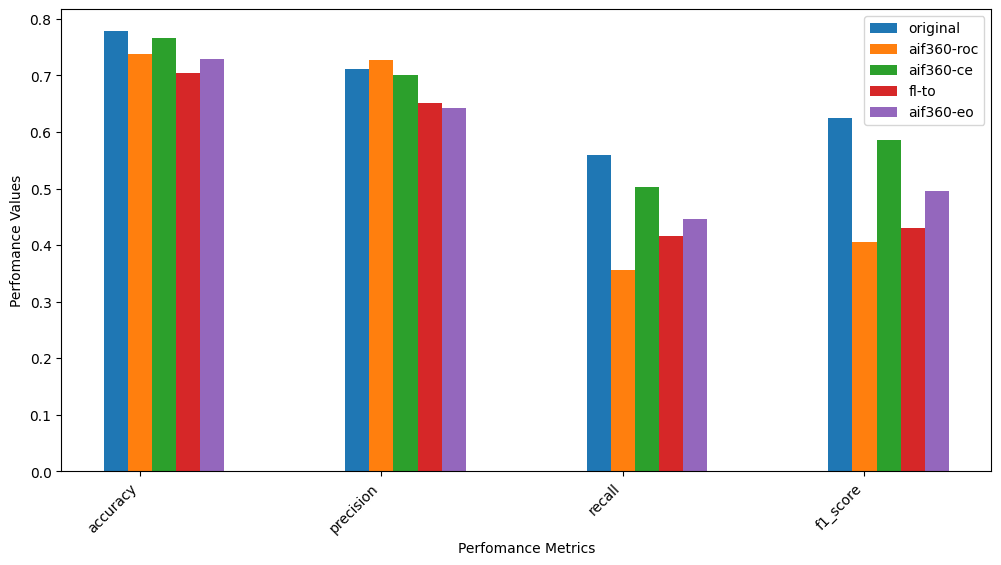 0.8
0.7
0.6
0.5
0.4
0.3
0.2
0.1
0.0
Perfomance Values
original
aif360-roc
aif360-ce
fl-to
aif360-eo
accuracy
precision
recall
f1_score
Perfomance Metrics